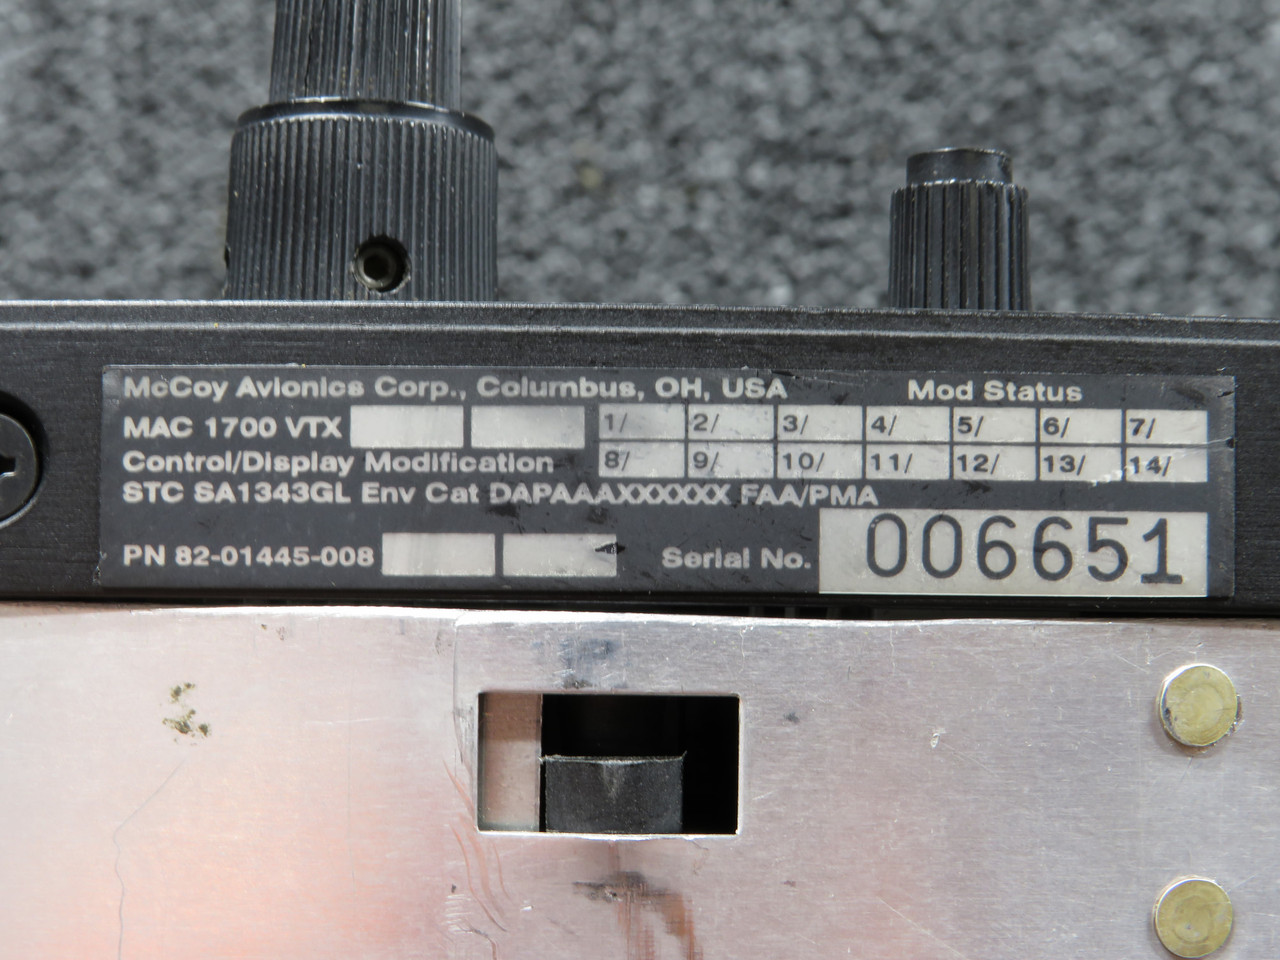 McCoy Avionics Corp., Columbus, OH, USA Mod Status
MAC 1700 VTX 1/ 2/ 3/ 4/ 5/ 6/ 7/
Control/Display Modification 8/ 9/ 10/ 11/ 12/ 13/ 14/
STC SA1343GL Env Cat DAPAAAXXXXXX FAA/PMA
PN 82-01445-008 Serial No. 006651